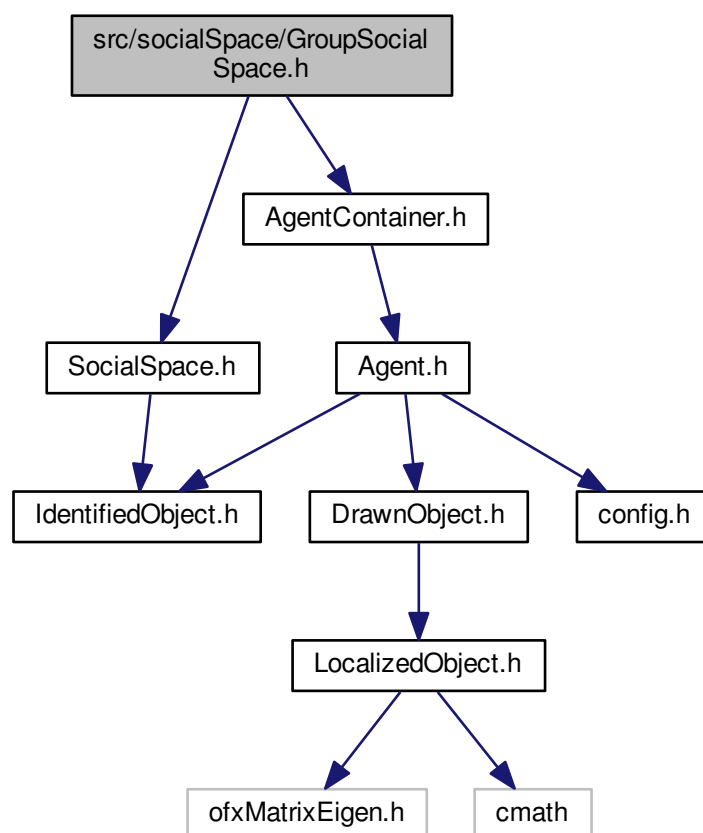 src/socialSpace/GroupSocial
Space.h
AgentContainer.h
SocialSpace.h
Agent.h
IdentifiedObject.h
DrawnObject.h
config.h
LocalizedObject.h
ofxMatrixEigen.h
cmath